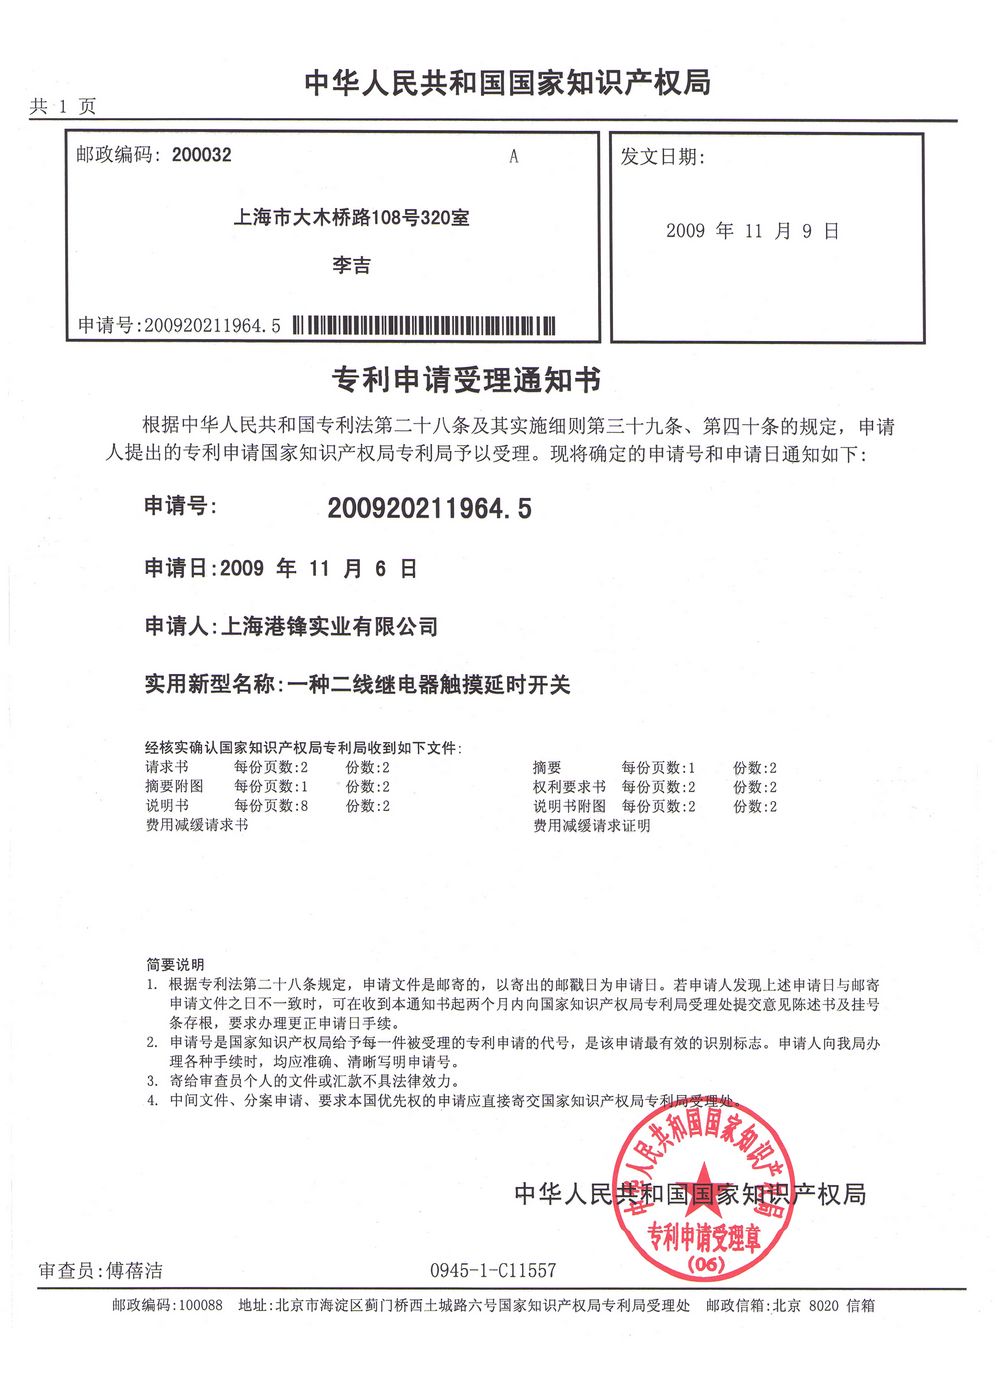 中华人民共和国国家知识产权局
共 1 页
邮政编码: 200032 A
上海市大木桥路108号320室
李吉
申请号:200920211964.5
发文日期:
2009 年 11 月 9 日
专利申请受理通知书
根据中华人民共和国专利法第二十八条及其实施细则第三十九条、第四十条的规定, 申请
人提出的专利申请国家知识产权局专利局予以受理。现将确定的申请号和申请日通知如下:
申请号: 200920211964.5
申请日:2009 年 11 月 6 日
申请人:上海港锋实业有限公司
实用新型名称:一种二线继电器触摸延时开关
经核实确认国家知识产权局专利局收到如下文件:
请求书 每份页数:2 份数:2 摘要 每份页数:1 份数:2
摘要附图 每份页数:1 份数:2 权利要求书 每份页数:2 份数:2
说明书 每份页数:8 份数:2 说明书附图 每份页数:2 份数:2
费用减缓请求书 费用减缓请求证明
简要说明
1. 根据专利法第二十八条规定, 申请文件是邮寄的, 以寄出的邮戳日为申请日。若申请人发现上述申请日与邮寄
申请文件之日不一致时, 可在收到本通知书起两个月内向国家知识产权局专利局受理处提交意见陈述书及挂号
条存根, 要求办理更正申请日手续。
2. 申请号是国家知识产权局给予每一件被受理的专利申请的代号, 是该申请最有效的识别标志。申请人向我局办
理各种手续时, 均应准确、清晰写明申请号。
3. 寄给审查员个人的文件或汇款不具法律效力。
4. 中间文件、分案申请、要求本国优先权的申请应直接寄交国家知识产权局专利局受理处。
中华人民共和国国家知识产权局
中华人民共和国国家知识产权局
专利申请受理章
(06)
审查员:傅蓓洁 0945-1-C11557
邮政编码:100088 地址:北京市海淀区蓟门桥西土城路六号国家知识产权局专利局受理处 邮政信箱:北京 8020 信箱